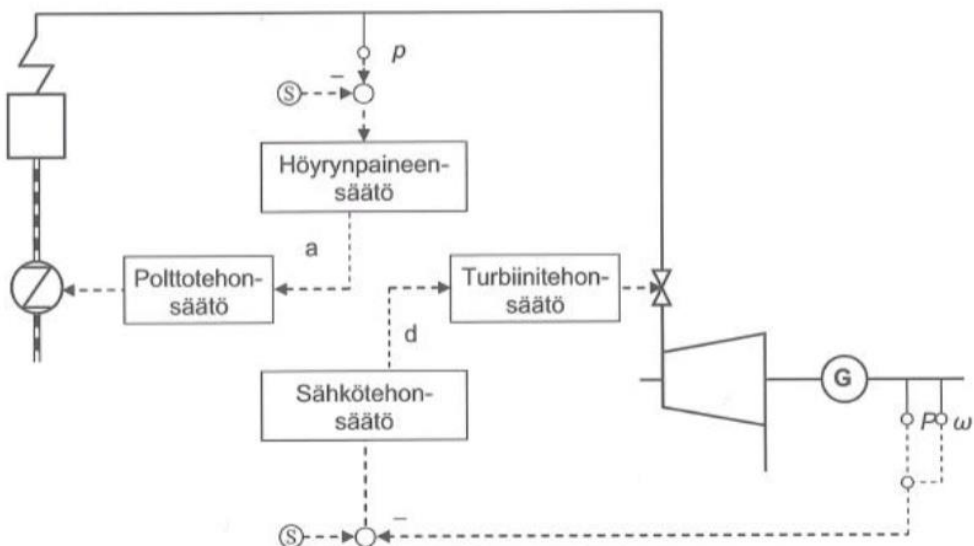 p
–
S
Höyrynpaineen-
säätö
a
Polttotehon-
säätö
Turbiinitehon-
säätö
d
Sähkötehon-
säätö
G
P ω
–
S